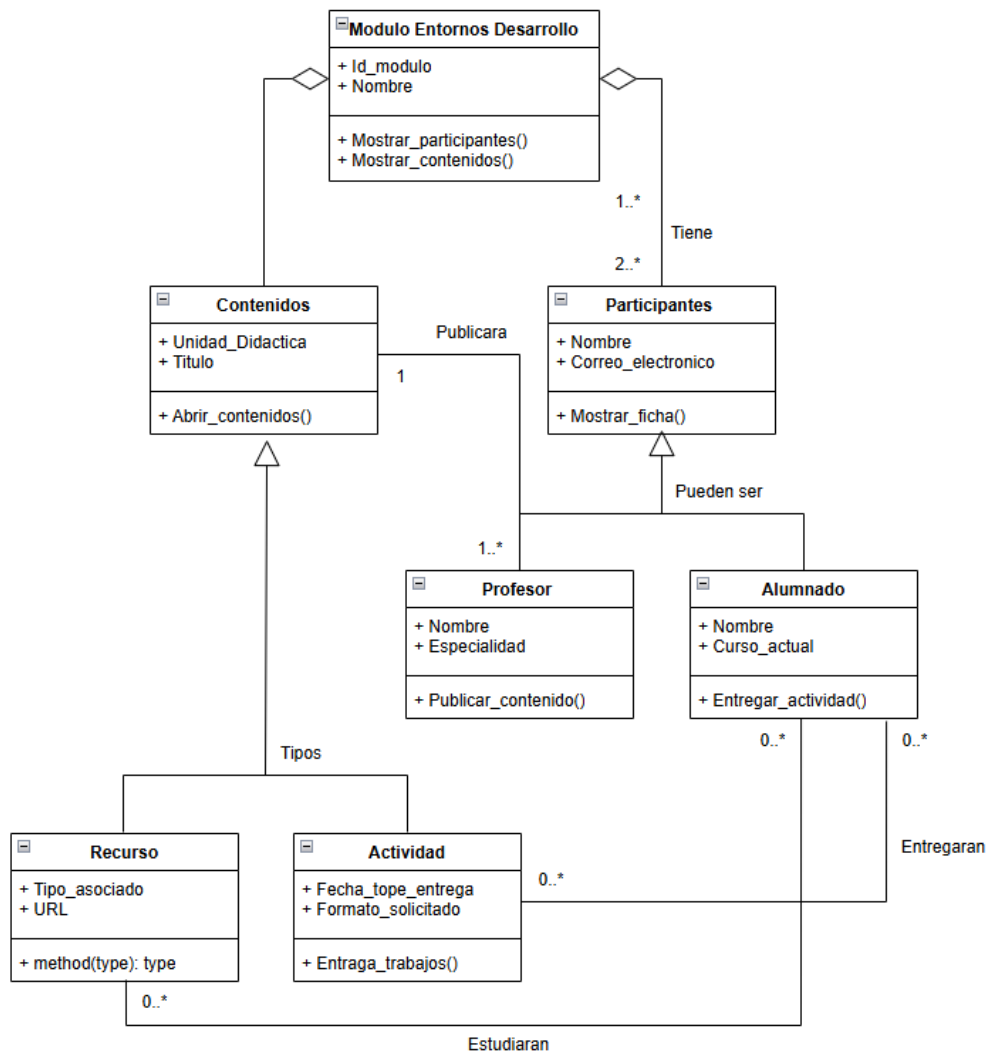 Modulo Entornos Desarrollo
+ Id_modulo
+ Nombre
+ Mostrar_participantes()
+ Mostrar_contenidos()
1..*
Tiene
2..*
Contenidos
+ Unidad_Didactica
+ Titulo
+ Abrir_contenidos()
Publicara
1
Participantes
+ Nombre
+ Correo_electronico
+ Mostrar_ficha()
Pueden ser
1..*
Profesor
+ Nombre
+ Especialidad
+ Publicar_contenido()
Alumnado
+ Nombre
+ Curso_actual
+ Entregar_actividad()
0..*
0..*
Tipos
Recurso
+ Tipo_asociado
+ URL
+ method(type): type
Actividad
+ Fecha_tope_entrega
+ Formato_solicitado
+ Entraga_trabajos()
Entregaran
0..*
0..*
Estudiaran